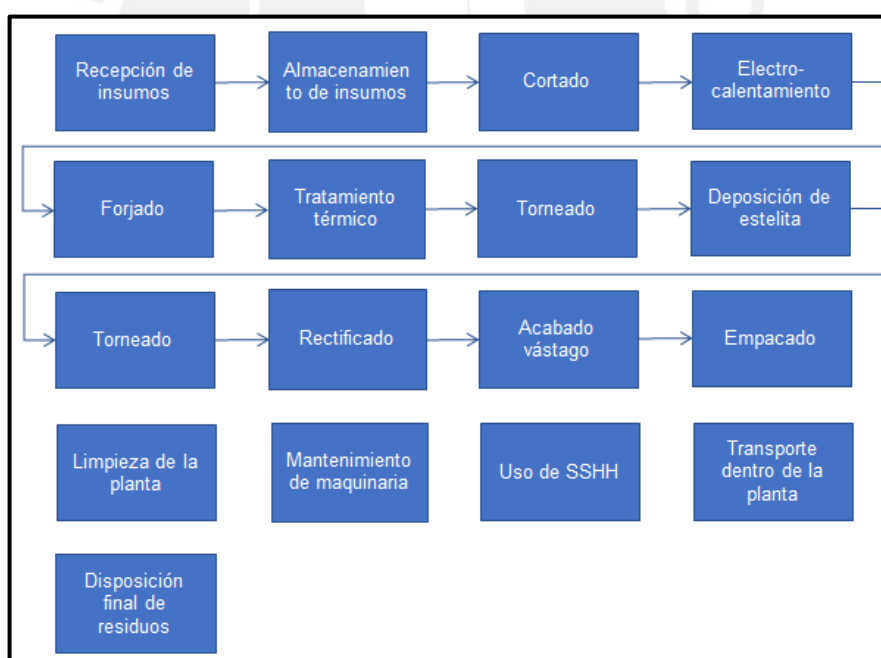 Recepción de
insumos
Almacenamien
to de insumos
Cortado
Electro-
calentamiento
Forjado
Tratamiento
térmico
Torneado
Deposición de
estelita
Torneado
Rectificado
Acabado
vástago
Empacado
Limpieza de la
planta
Mantenimiento
de maquinaria
Uso de SSHH
Transporte
dentro de la
planta
Disposición
final de
residuos